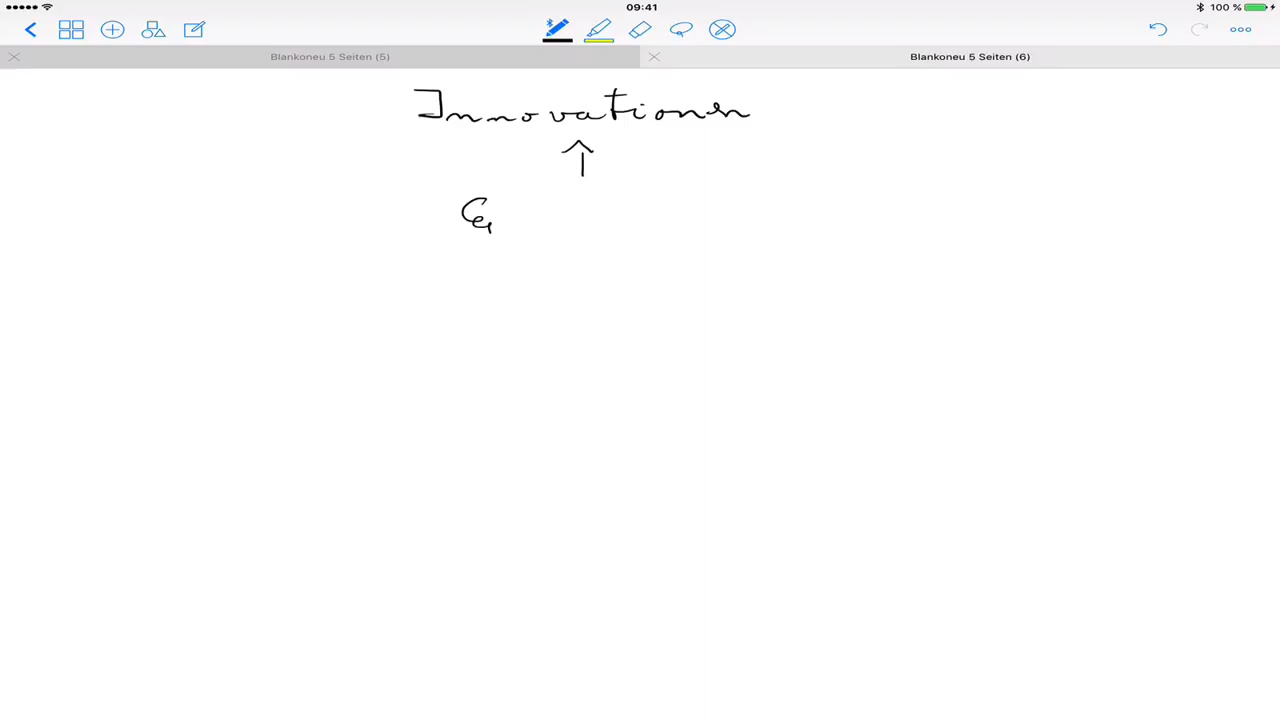 09:41
100 %
Blankoneu 5 Seiten (5)
Blankoneu 5 Seiten (6)
Innovationen